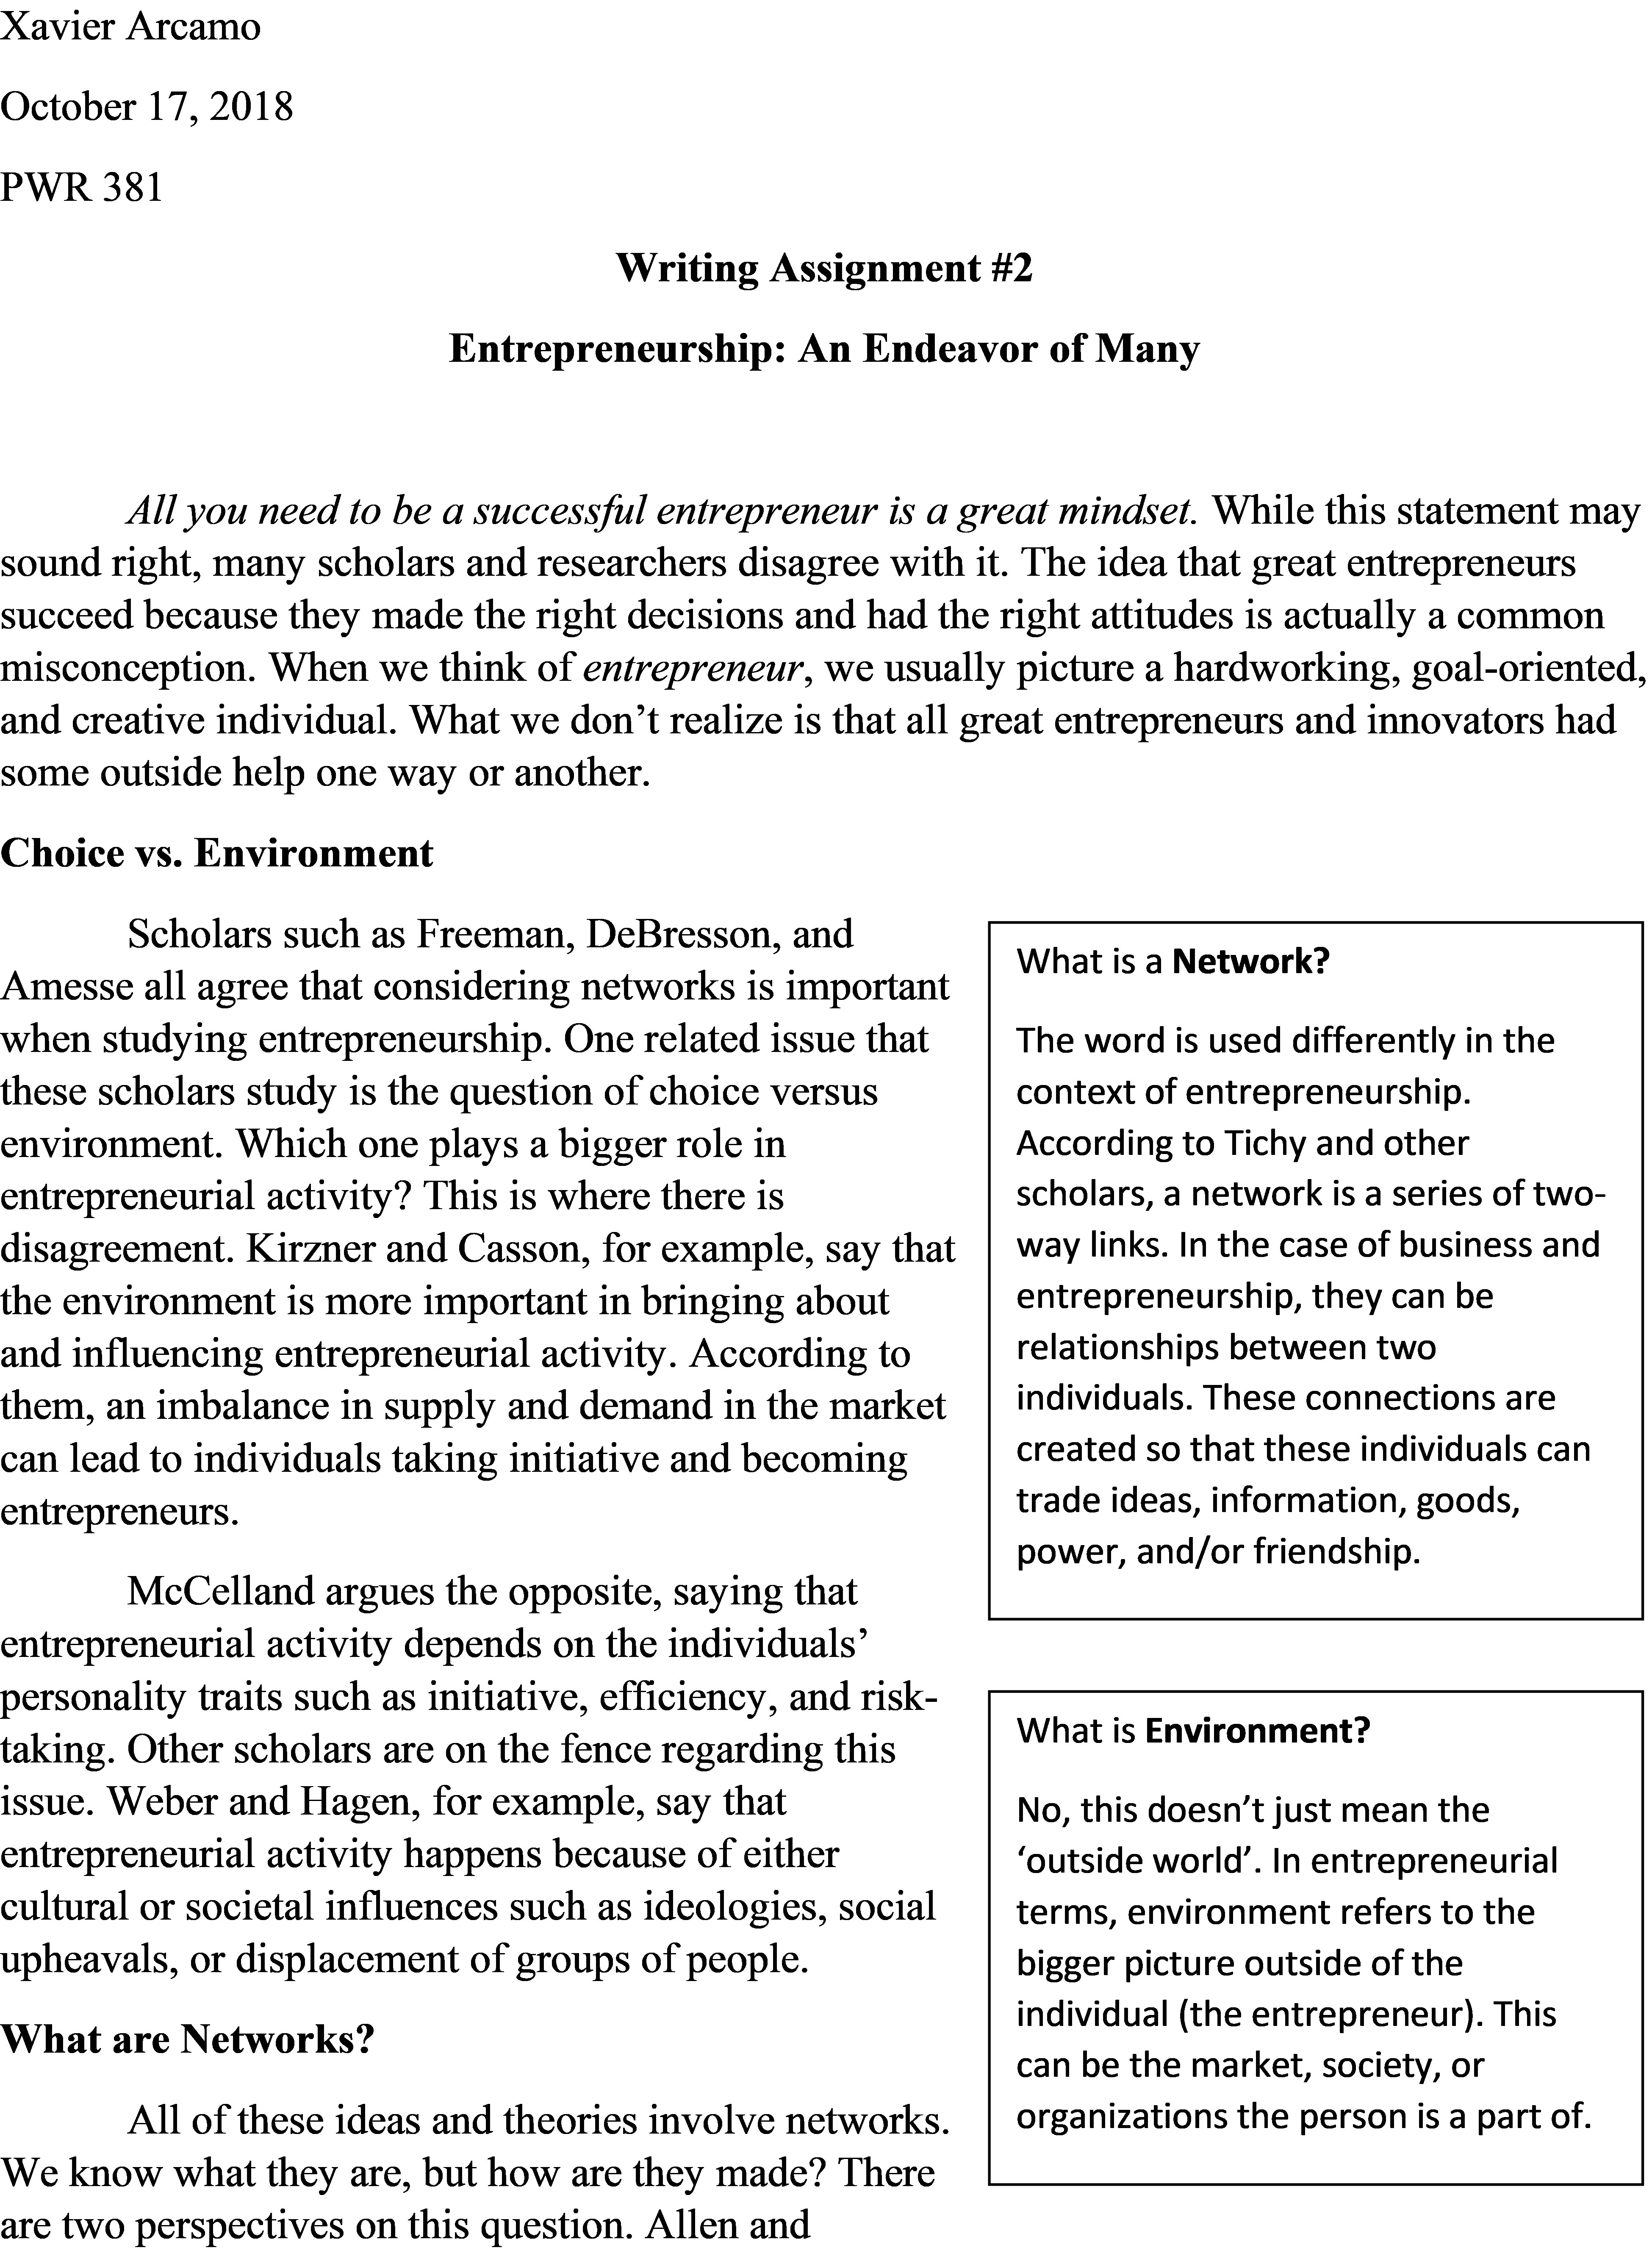 Xavier Arcamo
October 17, 2018
PWR 381
Writing Assignment #2
Entrepreneurship: An Endeavor of Many
All you need to be a successful entrepreneur is a great mindset. While this statement may
sound right, many scholars and researchers disagree with it. The idea that great entrepreneurs
succeed because they made the right decisions and had the right attitudes is actually a common
misconception. When we think of entrepreneur, we usually picture a hardworking, goal-oriented,
and creative individual. What we don’t realize is that all great entrepreneurs and innovators had
some outside help one way or another.
Choice vs. Environment
Scholars such as Freeman, DeBresson, and
Amesse all agree that considering networks is important
when studying entrepreneurship. One related issue that
these scholars study is the question of choice versus
environment. Which one plays a bigger role in
entrepreneurial activity? This is where there is
disagreement. Kirzner and Casson, for example, say that
the environment is more important in bringing about
and influencing entrepreneurial activity. According to
them, an imbalance in supply and demand in the market
can lead to individuals taking initiative and becoming
entrepreneurs.
McCelland argues the opposite, saying that
entrepreneurial activity depends on the individuals’
personality traits such as initiative, efficiency, and risk-
taking. Other scholars are on the fence regarding this
issue. Weber and Hagen, for example, say that
entrepreneurial activity happens because of either
cultural or societal influences such as ideologies, social
upheavals, or displacement of groups of people.
What are Networks?
All of these ideas and theories involve networks.
We know what they are, but how are they made? There
are two perspectives on this question. Allen and
What is a Network?
The word is used differently in the
context of entrepreneurship.
According to Tichy and other
scholars, a network is a series of two-
way links. In the case of business and
entrepreneurship, they can be
relationships between two
individuals. These connections are
created so that these individuals can
trade ideas, information, goods,
power, and/or friendship.
What is Environment?
No, this doesn’t just mean the
‘outside world’. In entrepreneurial
terms, environment refers to the
bigger picture outside of the
individual (the entrepreneur). This
can be the market, society, or
organizations the person is a part of.